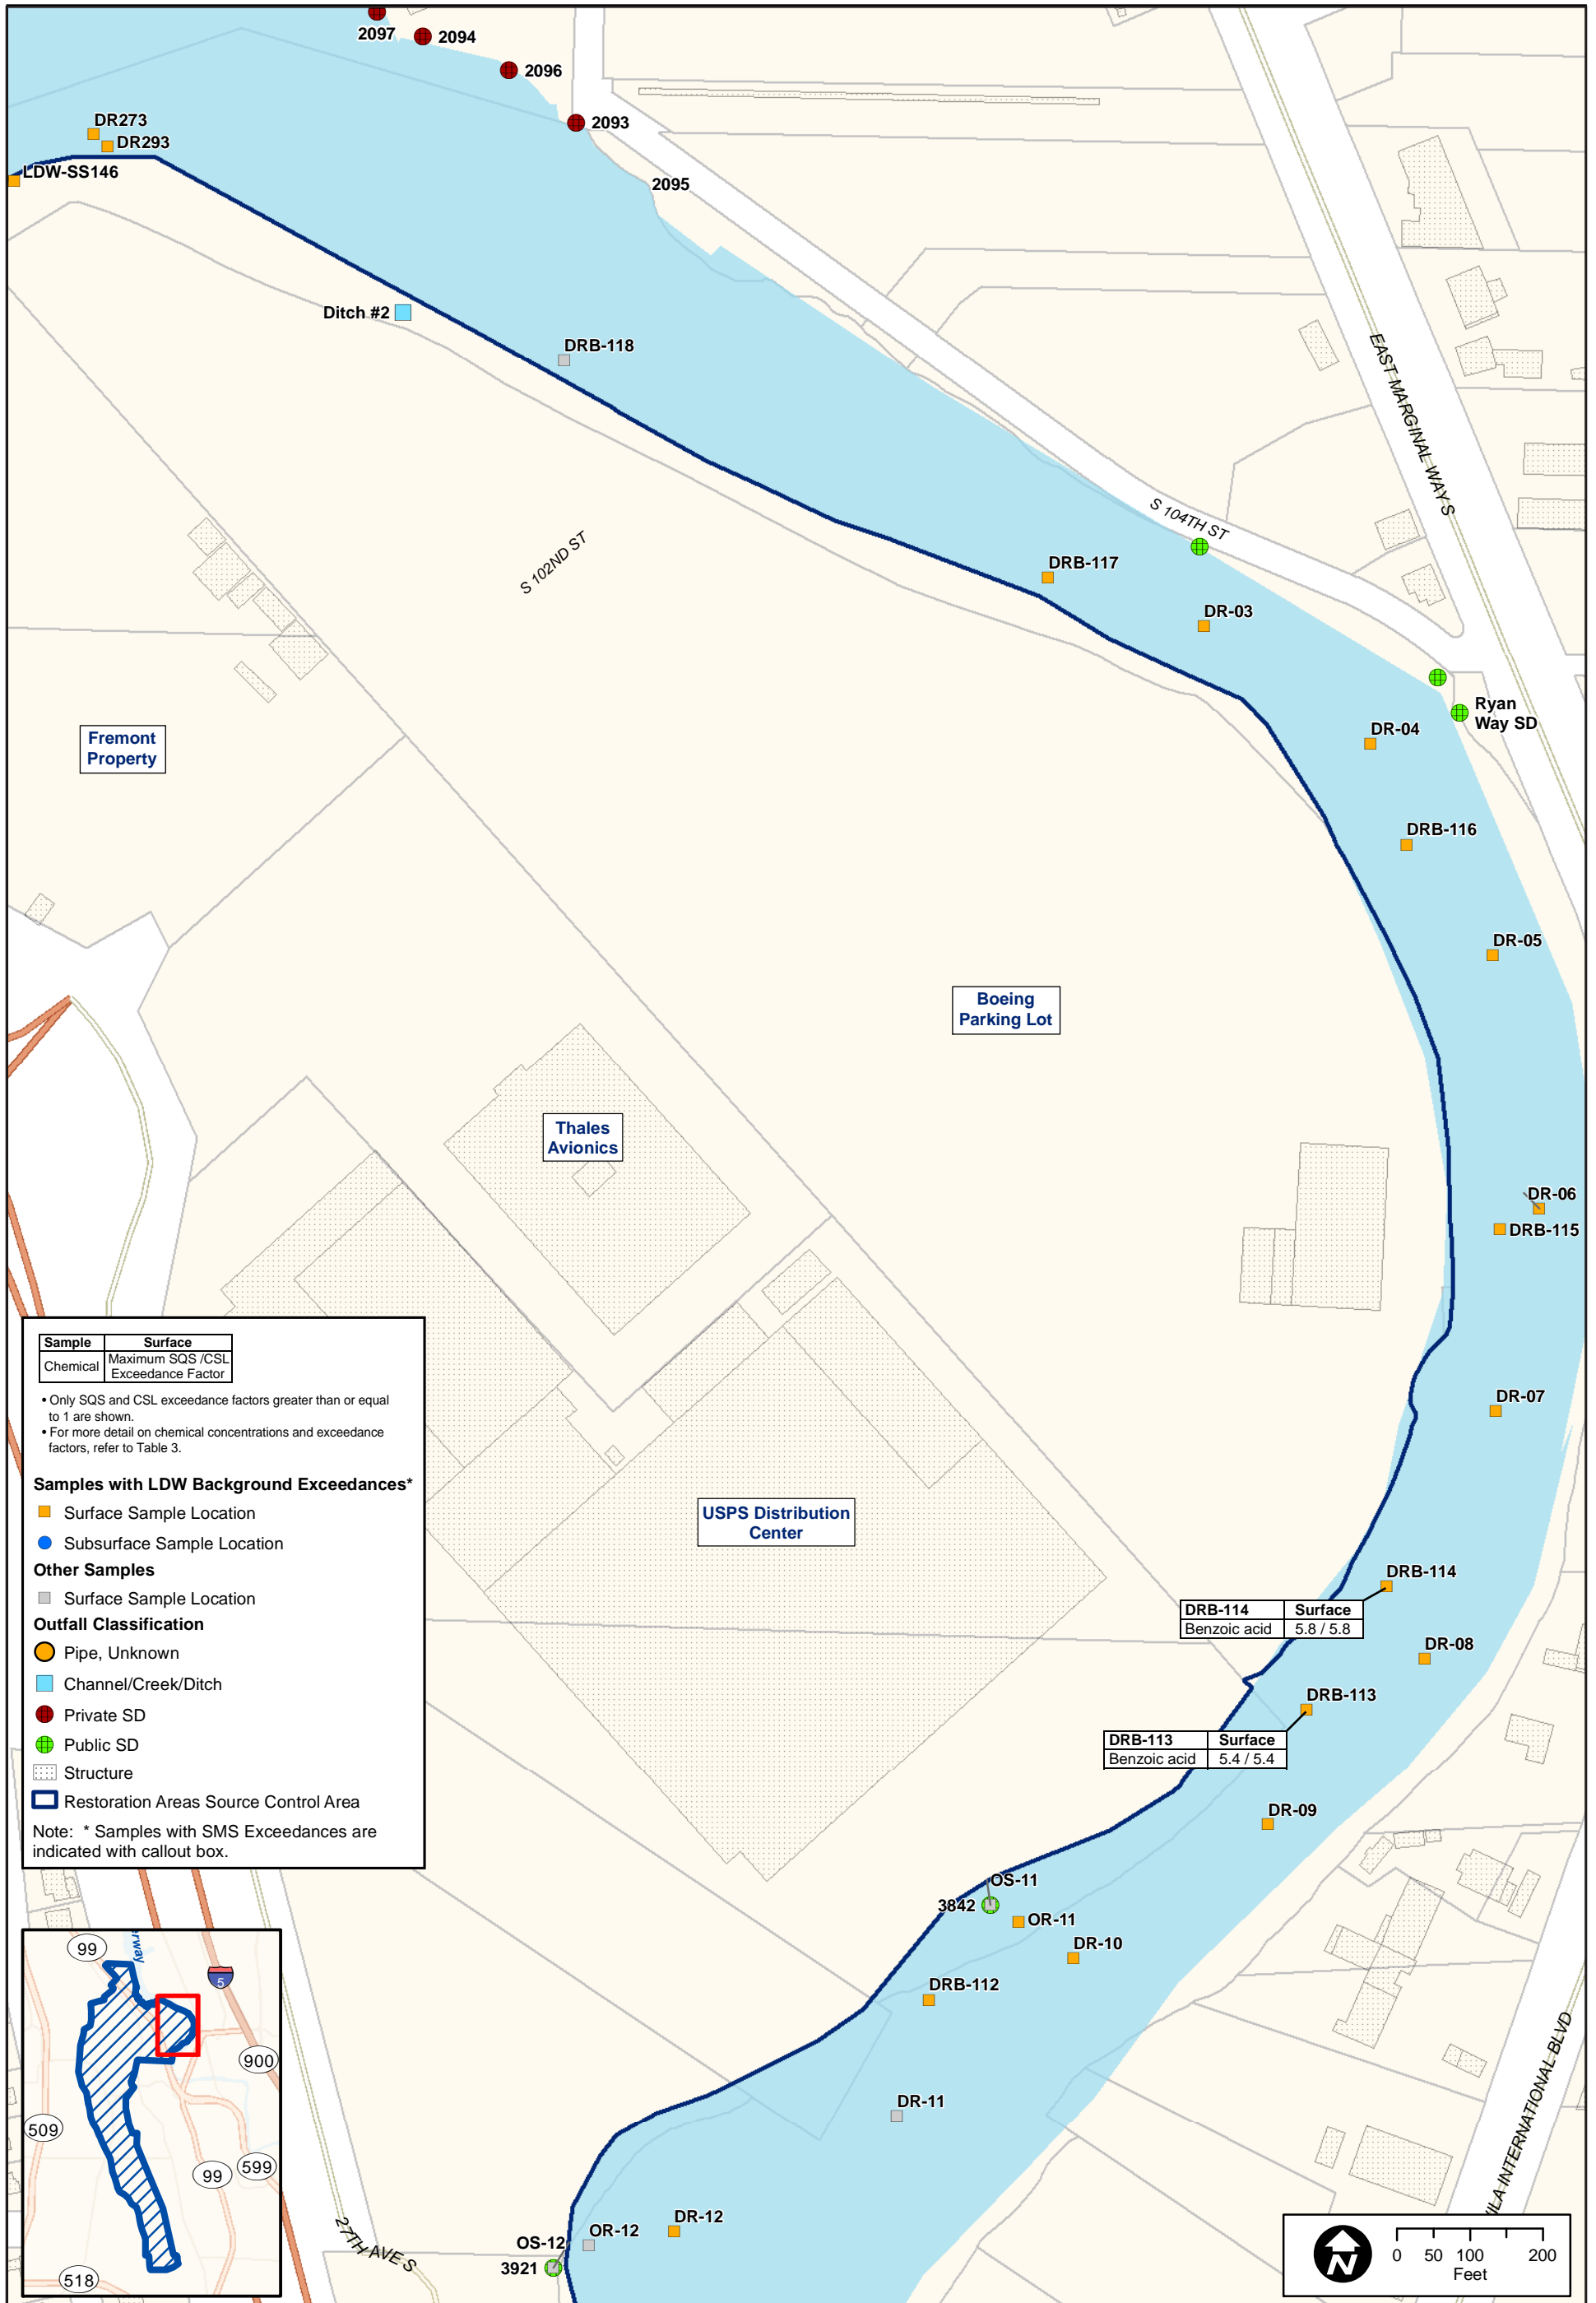 2097
2094
2096
2093
DR273
DR293
LDW-SS146
2095
Ditch #2
DRB-118
EAST MARGINAL WAY S
S 104TH ST
S 102ND ST
DRB-117
DR-03
Ryan
Way SD
DR-04
Fremont
Property
DRB-116
DR-05
Boeing
Parking Lot
Thales
Avionics
DR-06
DRB-115
DR-07
USPS Distribution
Center
DRB-114
DRB-114 Surface
Benzoic acid 5.8 / 5.8
DR-08
DRB-113
DRB-113 Surface
Benzoic acid 5.4 / 5.4
DR-09
OS-11
3842
OR-11
DR-10
DRB-112
DR-11
DR-12
OR-12
OS-12
3921
27TH AVE S
ILA INTERNATIONAL BLVD
Sample Surface
Chemical Maximum SQS /CSL
Exceedance Factor
• Only SQS and CSL exceedance factors greater than or equal
to 1 are shown.
• For more detail on chemical concentrations and exceedance
factors, refer to Table 3.
Samples with LDW Background Exceedances*
Surface Sample Location
Subsurface Sample Location
Other Samples
Surface Sample Location
Outfall Classification
Pipe, Unknown
Channel/Creek/Ditch
Private SD
Public SD
Structure
Restoration Areas Source Control Area
Note: * Samples with SMS Exceedances are
indicated with callout box.
99
erway
5
900
509
99
599
518
N
0 50 100 200
Feet